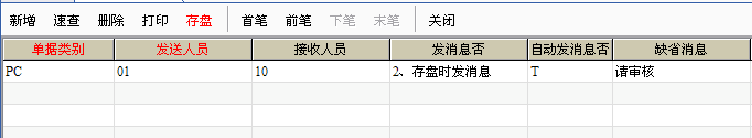 新增 速查 删除 打印 存盘 首笔 前笔 下笔 末笔 关闭
单据类别 发送人员 接收人员 发消息否 自动发消息否 缺省消息
PC 01 10 2、存盘时发消息 T 请审核